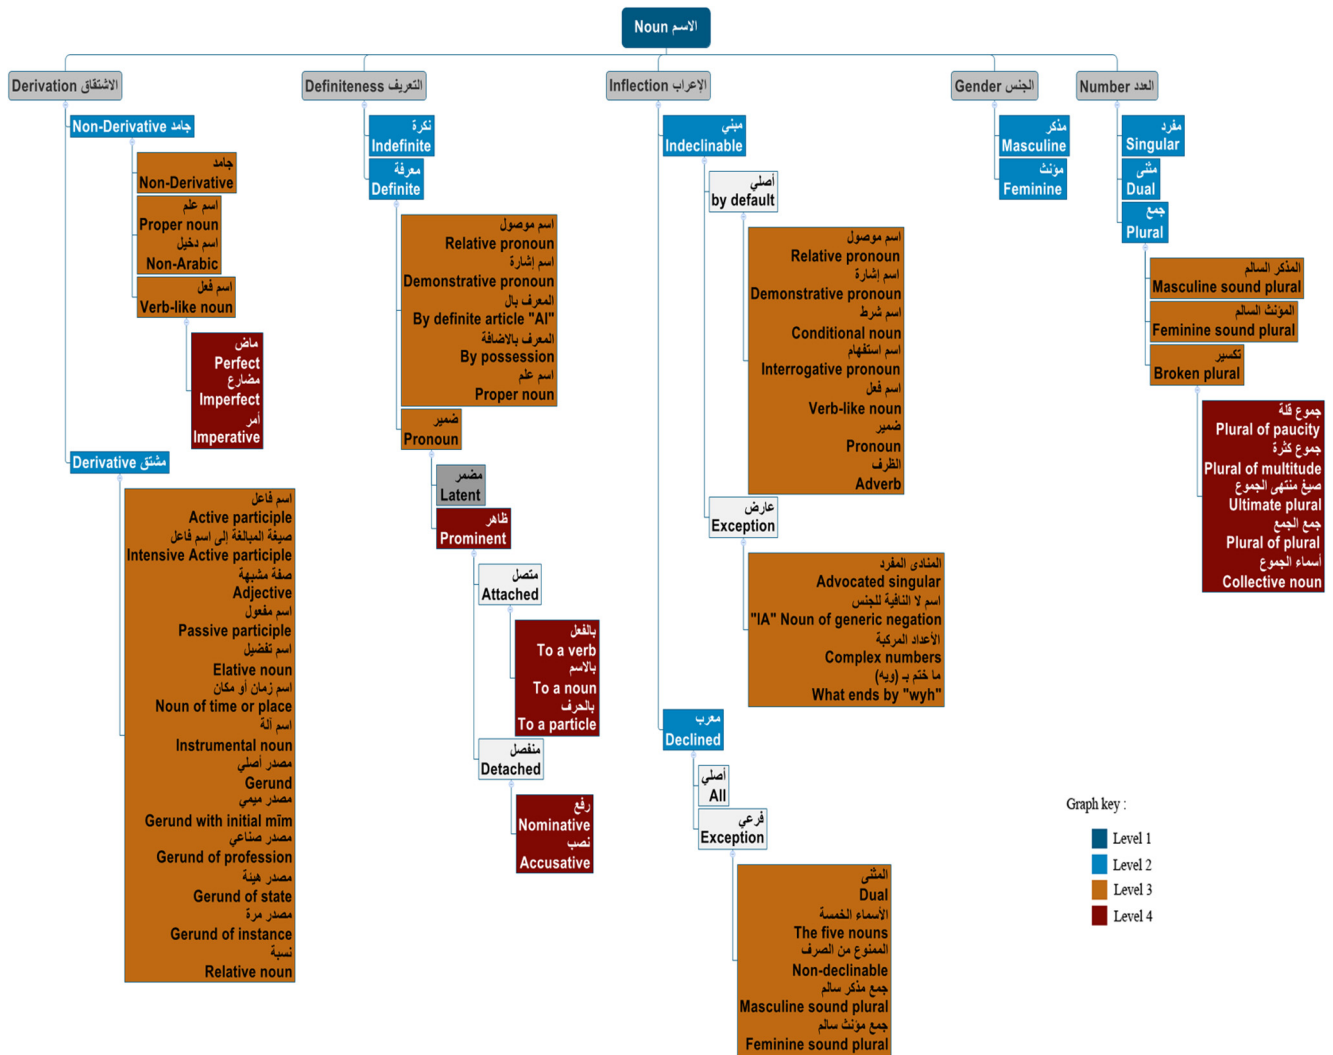 Noun الاسم
Derivation الاشتقاق
Non-Derivative جامد
جامد
Non-Derivative
اسم علم
Proper noun
اسم دخيل
Non-Arabic
اسم فعل
Verb-like noun
ماض
Perfect
مضارع
Imperfect
أمر
Imperative
Derivative مشتق
اسم فاعل
Active participle
صيغة المبالغة إلى اسم فاعل
Intensive Active participle
صفة مشبهة
Adjective
اسم مفعول
Passive participle
اسم تفضيل
Elative noun
اسم زمان أو مكان
Noun of time or place
اسم آلة
Instrumental noun
مصدر أصلي
Gerund
مصدر ميمي
Gerund with initial mīm
مصدر صناعي
Gerund of profession
مصدر هيئة
Gerund of state
مصدر مرة
Gerund of instance
نسبة
Relative noun
Definiteness التعريف
نكرة
Indefinite
معرفة
Definite
اسم موصول
Relative pronoun
اسم إشارة
Demonstrative pronoun
المعرف بال
By definite article "Al"
المعرف بالاضافة
By possession
اسم علم
Proper noun
ضمير
Pronoun
مضمر
Latent
ظاهر
Prominent
متصل
Attached
بالفعل
To a verb
بالاسم
To a noun
بالحرف
To a particle
منفصل
Detached
رفع
Nominative
نصب
Accusative
Inflection الإعراب
مبني
Indeclinable
أصلي
by default
اسم موصول
Relative pronoun
اسم إشارة
Demonstrative pronoun
اسم شرط
Conditional noun
اسم استفهام
Interrogative pronoun
اسم فعل
Verb-like noun
ضمير
Pronoun
الظرف
Adverb
عارض
Exception
المنادى المفرد
Advocated singular
اسم لا النافية للجنس
"lA" Noun of generic negation
الأعداد المركبة
Complex numbers
ما ختم بـ (ويه)
What ends by "wyh"
معرب
Declined
أصلي
All
فرعي
Exception
المثنى
Dual
الأسماء الخمسة
The five nouns
الممنوع من الصرف
Non-declinable
جمع مذكر سالم
Masculine sound plural
جمع مؤنث سالم
Feminine sound plural
Gender الجنس
مذكر
Masculine
مؤنث
Feminine
Number العدد
مفرد
Singular
مثنى
Dual
جمع
Plural
المذكر السالم
Masculine sound plural
المؤنث السالم
Feminine sound plural
تكسير
Broken plural
جموع قلة
Plural of paucity
جموع كثرة
Plural of multitude
صيغ منتهى الجموع
Ultimate plural
جمع الجمع
Plural of plural
أسماء الجموع
Collective noun
Graph key :
Level 1
Level 2
Level 3
Level 4